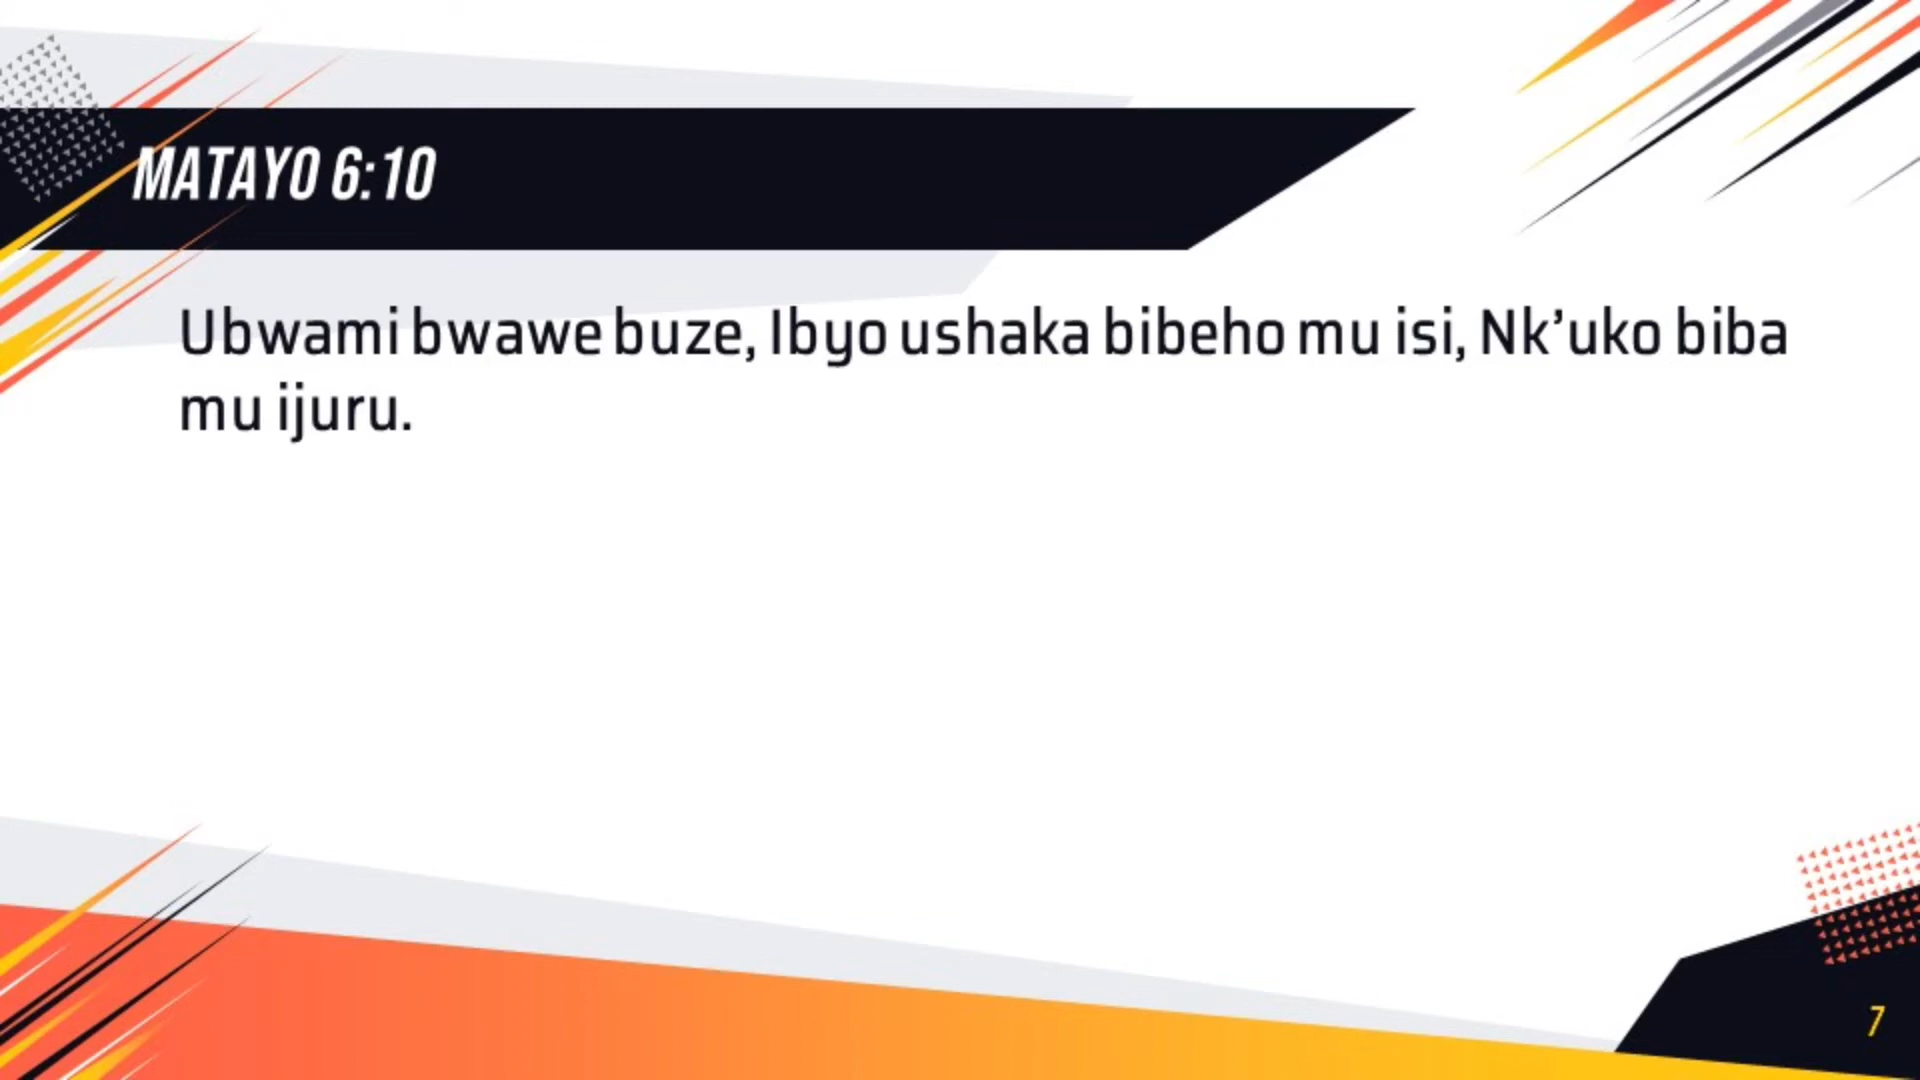 MATAYO 6:10
Ubwami bwawe buze, Ibyo ushaka bibeho mu isi, Nk’uko biba
mu ijuru.
7